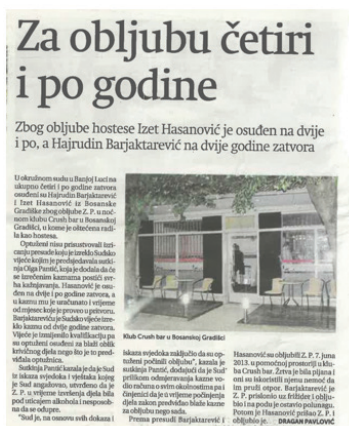 Za obljubu četiri
i po godine
Zbog obljube hostese Izet Hasanović je osuđen na dvije
i po, a Hajrudin Barjaktarević na dvije godine zatvora
U okružnom sudu u Banjoj Luci na
ukupno četiri i po godine zatvora
osuđeni su Hajrudin Barjaktarević
i Izet Hasanović iz Bosanske
Gradiške zbog obljube Z. P. u noć-
nom klubu Crush bar u Bosanskoj
Gradišci, u kome je oštećena radi-
la kao hostesa.
Optuženi nisu prisustvovali izri-
canju presude koju je izreklo Sudsko
vijeće kojim je predsjedavala sutki-
nja Olga Pantić, koja je dodala da će
se izrečenim kaznama postići svr-
ha kažnjavanja. Hasanović je osu-
đen na dvije i po godine zatvora, a
u kaznu mu je uračunato i vrijeme
od mjesec koje je proveo u pritvoru.
Barjaktareviću je Sudsko vijeće izre-
klo kaznu od dvije godine zatvora.
Vijeće je izmijenilo kvalifikaciju pa
su optuženi osuđeni za blaži oblik
krivičnog djela nego što je to pred-
viđala optužnica.
Sutkinja Pantić kazala je da je Sud
iz iskaza svjedoka i vještaka kojeg
je Sud angažovao, utvrđeno da je
Z. P. u vrijeme izvršenja djela bila
pod uticajem alkohola i nesposob-
na da se odupre.
"Sud je, na osnovu svih dokaza i
Klub Crush bar u Bosanskoj Gradišci
iskaza svjedoka zaključio da su op-
tuženi počinili obljubu", kazala je
sutkinja Pantić, dodajući da je Sud
prilikom odmjeravanja kazne vo-
dio računa o svim okolnostima pa i
činjenici da je u vrijeme počinjenja
djela zakon predviđao blaže kazne
za obljubu nego sada.
Prema presudi Barjaktarević i
Hasanović su obljubili Z. P. 7. juna
2013. u pomoćnoj prostoriji u klu-
bu Crush bar. Žrtva je bila pijana i
oni su iskoristili njenu nemoć da
im pruži otpor. Barjaktarević je
Z. P. prislonio uz frižider i oblju-
bio a nju je ostavio polunagu.
Potom je Hasanović prišao Z. P. i
DRAGAN PAVLOVIĆ